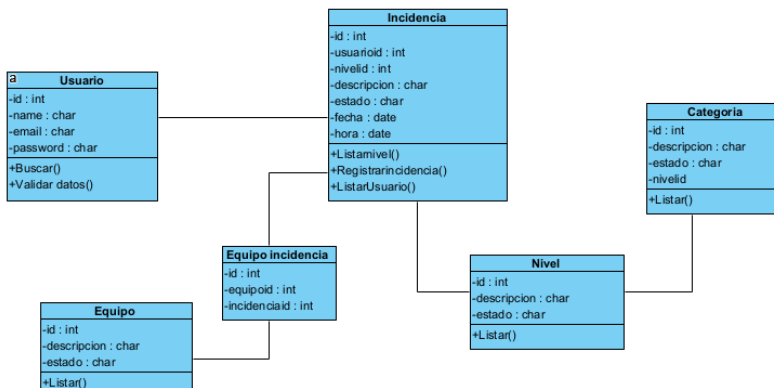 Incidencia
-id : int
-usuarioid : int
-nivelid : int
-descripcion : char
-estado : char
-fecha : date
-hora : date
+Listarnivel()
+Registrarincidencia()
+ListarUsuario()
a
Usuario
-id : int
-name : char
-email : char
-password : char
+Buscar()
+Validar datos()
Categoria
-id : int
-descripcion : char
-estado : char
-nivelid
+Listar()
Equipo incidencia
-id : int
-equipoid : int
-incidenciaid : int
Nivel
-id : int
-descripcion : char
-estado : char
+Listar()
Equipo
-id : int
-descripcion : char
-estado : char
+Listar()